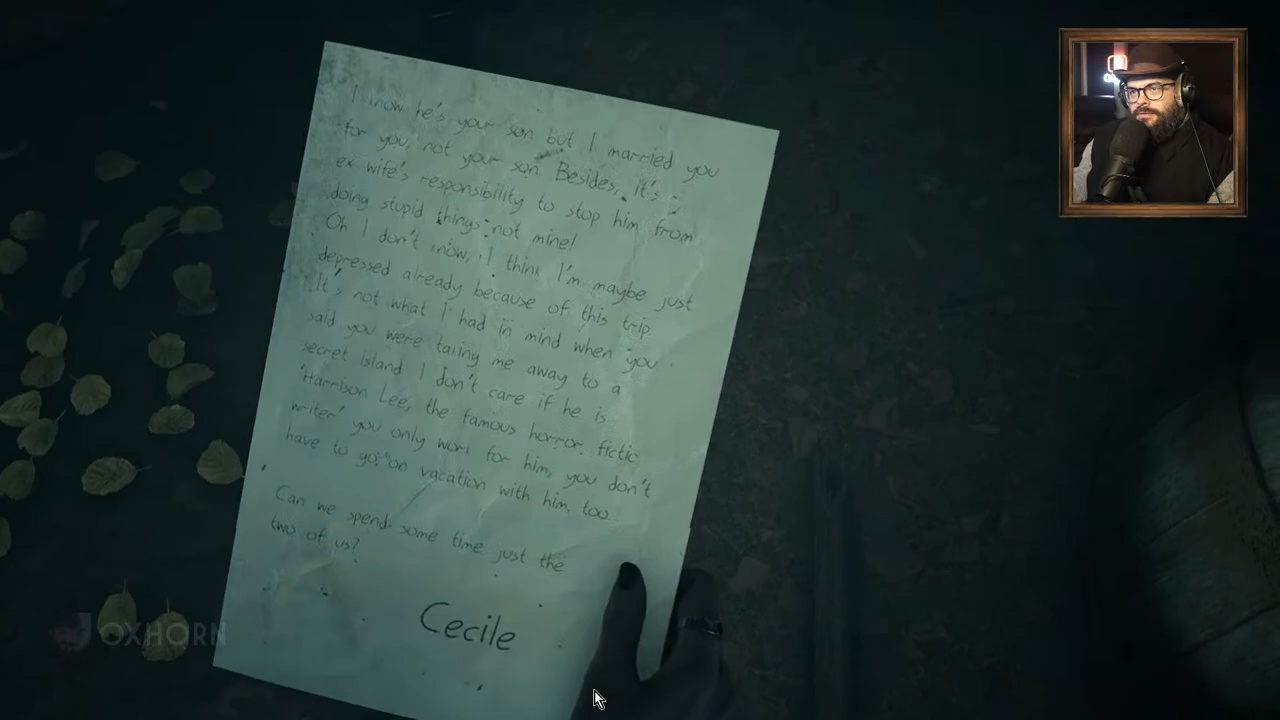 I know he's your son but I married you
for you, not your son. Besides, it's
ex wife's responsibility to stop him from
doing stupid things not mine!
Oh I don't know, I think I'm maybe just
depressed already because of this trip
It's not what I had in mind when you
said you were taking me away to a
secret island I don't care if he is
'Harrison Lee, the famous horror fictic
writer' you only work for him, you don't
have to go on vacation with him too
Can we spend some time just the
two of us?
Cecile
OXHORN